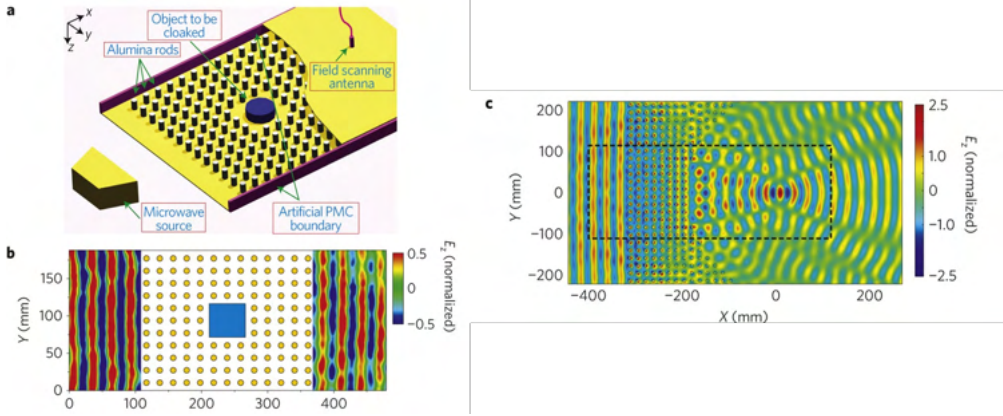 a
x
y
z
Object to be
cloaked
Alumina rods
Field scanning
antenna
Microwave
source
Artificial PMC
boundary
b
Y (mm)
150
100
50
0
0
100
200
300
400
0.5
0
−0.5
E_z (normalized)
c
Y (mm)
200
100
0
−100
−200
−400
−200
0
200
X (mm)
2.5
1.0
0
−1.0
−2.5
E_z (normalized)